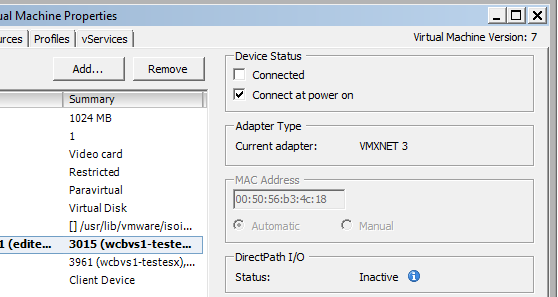 ual Machine Properties
urces Profiles vServices Virtual Machine Version: 7
Add... Remove
Device Status
Connected
Connect at power on
Summary
1024 MB
1
Video card
Restricted
Paravirtual
Virtual Disk
[] /usr/lib/vmware/isoi...
1 (edite... 3015 (wcbvs1-teste...
3961 (wcbvs1-testesx),...
Client Device
Adapter Type
Current adapter: VMXNET 3
MAC Address
00:50:56:b3:4c:18
Automatic Manual
DirectPath I/O
Status: Inactive